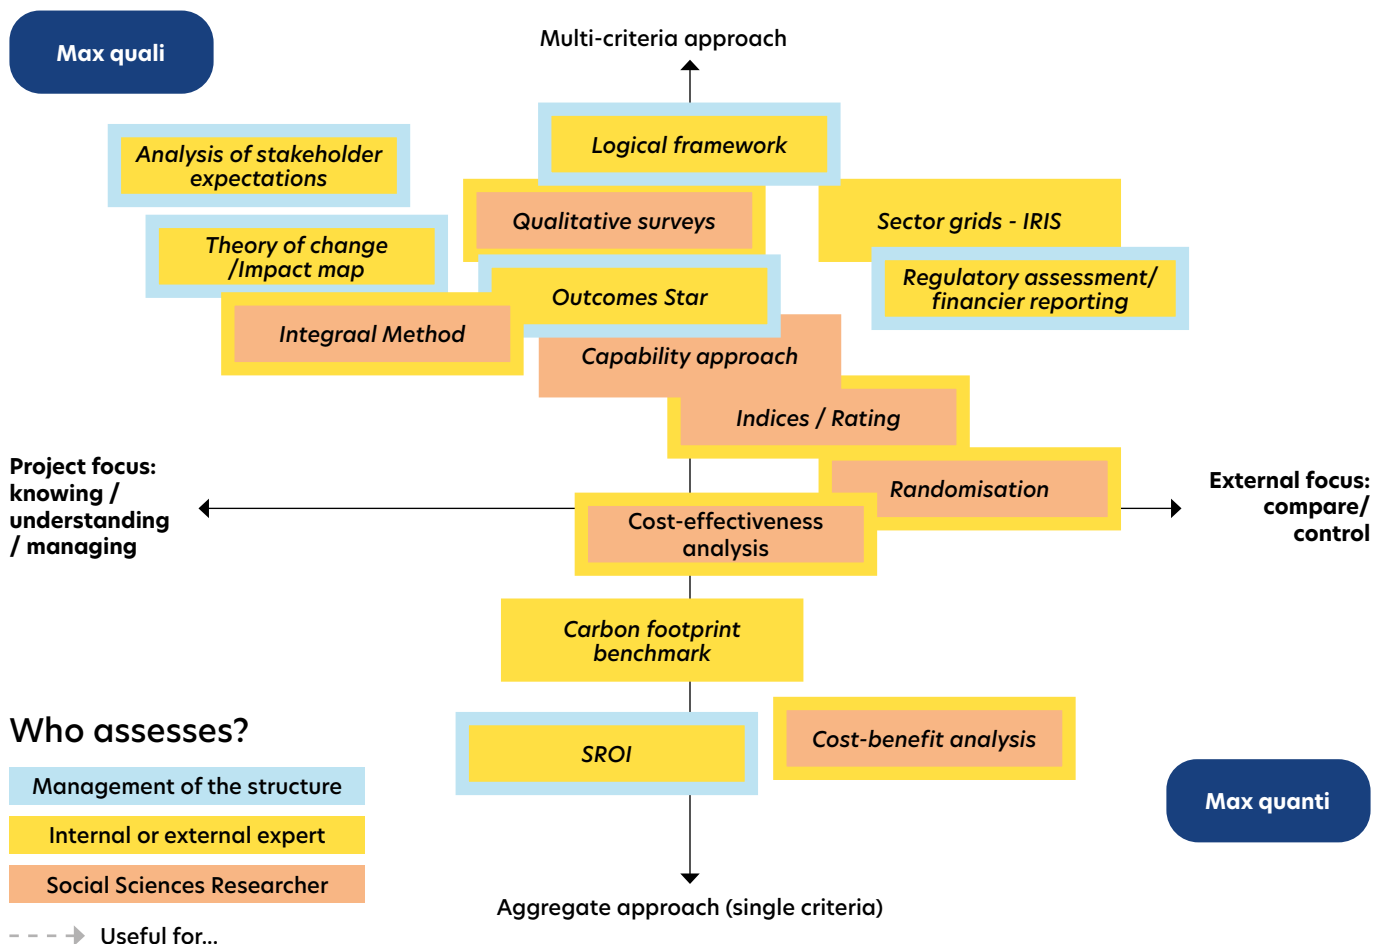 Max quali
Multi-criteria approach
Logical framework
Analysis of stakeholder
expectations
Qualitative surveys
Sector grids - IRIS
Theory of change
/Impact map
Outcomes Star
Regulatory assessment/
financier reporting
Integraal Method
Capability approach
Indices / Rating
Project focus:
knowing /
understanding
/ managing
Randomisation
External focus:
compare/
control
Cost-effectiveness
analysis
Carbon footprint
benchmark
SROI
Cost-benefit analysis
Who assesses?
Management of the structure
Internal or external expert
Social Sciences Researcher
Useful for...
Max quanti
Aggregate approach (single criteria)